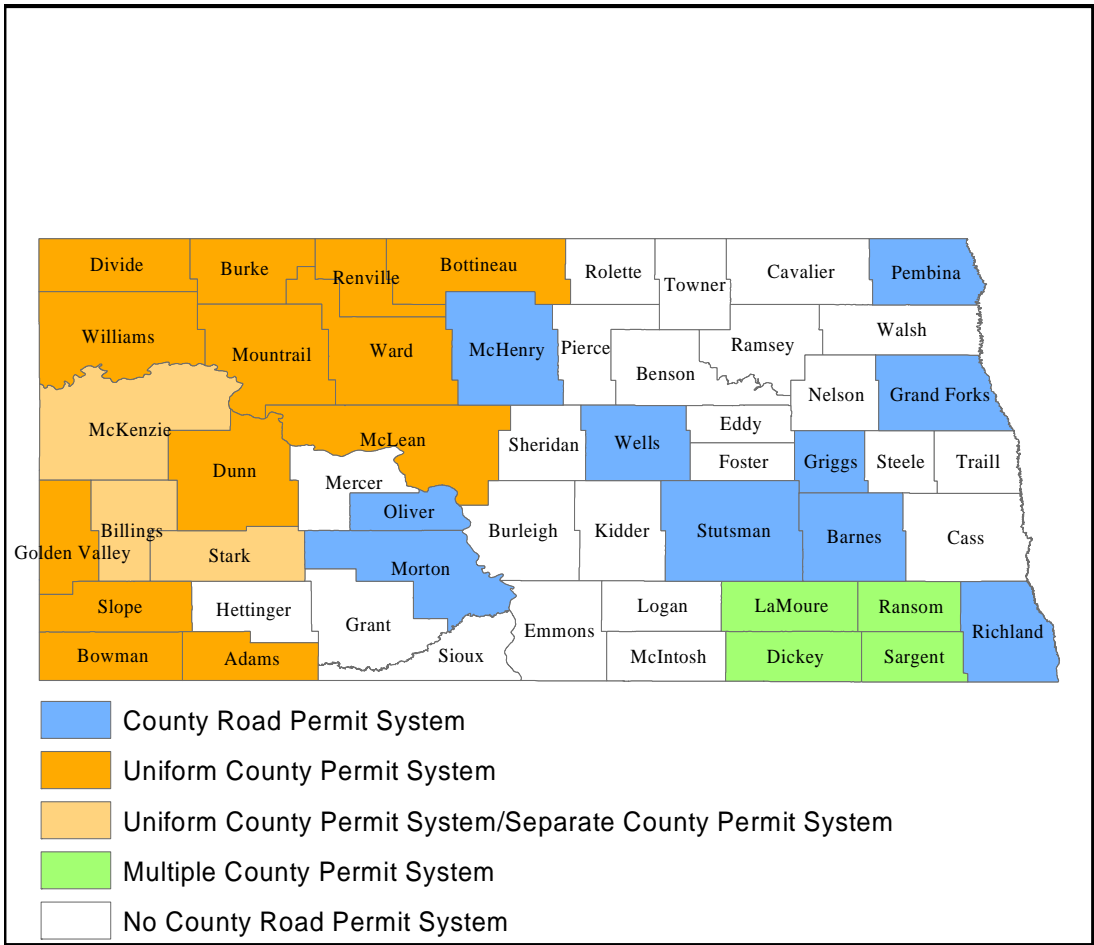 Divide
Burke
Renville
Bottineau
Rolette
Towner
Cavalier
Pembina
Williams
Mountrail
Ward
McHenry
Pierce
Benson
Ramsey
Walsh
Nelson
Grand Forks
McKenzie
Dunn
McLean
Sheridan
Wells
Eddy
Foster
Griggs
Steele
Traill
Mercer
Oliver
Billings
Golden Valley
Stark
Morton
Burleigh
Kidder
Stutsman
Barnes
Cass
Slope
Hettinger
Grant
Emmons
Logan
LaMoure
Ransom
Richland
Bowman
Adams
Sioux
McIntosh
Dickey
Sargent
County Road Permit System
Uniform County Permit System
Uniform County Permit System/Separate County Permit System
Multiple County Permit System
No County Road Permit System